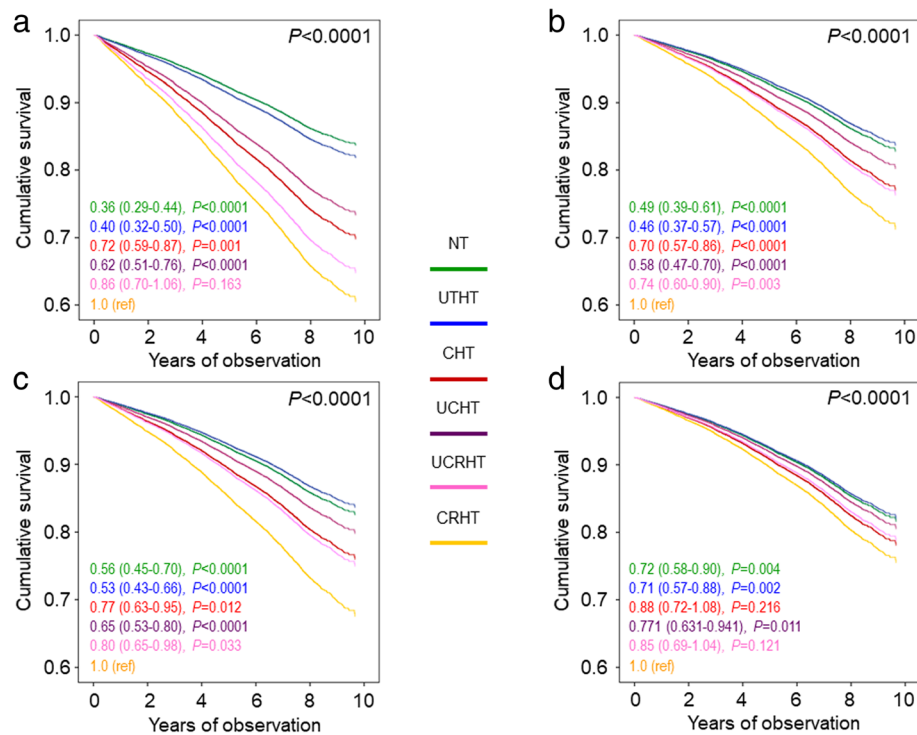 a
P<0.0001
1.0
0.9
0.8
0.7
0.6
Cumulative survival
0.36 (0.29-0.44), P<0.0001
0.40 (0.32-0.50), P<0.0001
0.72 (0.59-0.87), P=0.001
0.62 (0.51-0.76), P<0.0001
0.86 (0.70-1.06), P=0.163
1.0 (ref)
0 2 4 6 8 10
Years of observation
b
P<0.0001
1.0
0.9
0.8
0.7
0.6
Cumulative survival
0.49 (0.39-0.61), P<0.0001
0.46 (0.37-0.57), P<0.0001
0.70 (0.57-0.86), P<0.0001
0.58 (0.47-0.70), P<0.0001
0.74 (0.60-0.90), P=0.003
1.0 (ref)
0 2 4 6 8 10
Years of observation
NT
UTHT
CHT
UCHT
UCRHT
CRHT
c
P<0.0001
1.0
0.9
0.8
0.7
0.6
Cumulative survival
0.56 (0.45-0.70), P<0.0001
0.53 (0.43-0.66), P<0.0001
0.77 (0.63-0.95), P=0.012
0.65 (0.53-0.80), P<0.0001
0.80 (0.65-0.98), P=0.033
1.0 (ref)
0 2 4 6 8 10
Years of observation
d
P<0.0001
1.0
0.9
0.8
0.7
0.6
Cumulative survival
0.72 (0.58-0.90), P=0.004
0.71 (0.57-0.88), P=0.002
0.88 (0.72-1.08), P=0.216
0.771 (0.631-0.941), P=0.011
0.85 (0.69-1.04), P=0.121
1.0 (ref)
0 2 4 6 8 10
Years of observation